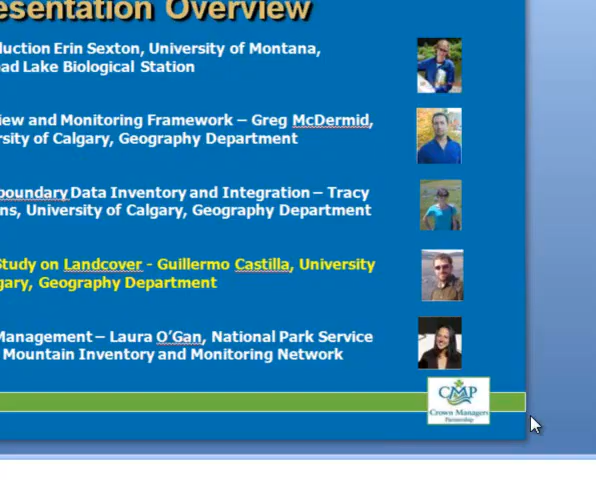 esentation Overview
luction Erin Sexton, University of Montana,
ad Lake Biological Station
iew and Monitoring Framework – Greg McDermid,
rsity of Calgary, Geography Department
boundary Data Inventory and Integration – Tracy
ns, University of Calgary, Geography Department
Study on Landcover - Guillermo Castilla, University
gary, Geography Department
Management – Laura O’Gan, National Park Service
Mountain Inventory and Monitoring Network
CMP
Crown Managers
Partnership